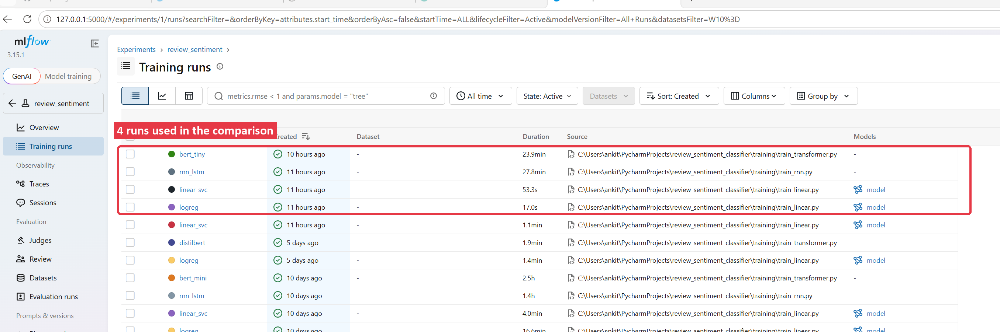 127.0.0.1:5000/#/experiments/1/runs?searchFilter=&orderByKey=attributes.start_time&orderByAsc=false&startTime=ALL&lifecycleFilter=Active&modelVersionFilter=All+Runs&datasetsFilter=W10%3D
mlflow
3.15.1
GenAI Model training
review_sentiment
Overview
Training runs
Observability
Traces
Sessions
Evaluation
Judges
Review
Datasets
Evaluation runs
Prompts & versions
Experiments > review_sentiment >
Training runs
metrics.rmse < 1 and params.model = "tree" All time State: Active Datasets Sort: Created Columns Group by
4 runs used in the comparison
Created Dataset Duration Source Models
bert_tiny 10 hours ago - 23.9min C:\Users\ankit\PycharmProjects\review_sentiment_classifier\training\train_transformer.py -
rnn_lstm 11 hours ago - 27.8min C:\Users\ankit\PycharmProjects\review_sentiment_classifier\training\train_rnn.py -
linear_svc 11 hours ago - 53.3s C:\Users\ankit\PycharmProjects\review_sentiment_classifier\training\train_linear.py model
logreg 11 hours ago - 17.0s C:\Users\ankit\PycharmProjects\review_sentiment_classifier\training\train_linear.py model
linear_svc 11 hours ago - 1.1min C:\Users\ankit\PycharmProjects\review_sentiment_classifier\training\train_linear.py model
distilbert 5 days ago - 1.9min C:\Users\ankit\PycharmProjects\review_sentiment_classifier\training\train_transformer.py -
logreg 5 days ago - 1.4min C:\Users\ankit\PycharmProjects\review_sentiment_classifier\training\train_linear.py model
bert_mini 10 days ago - 2.5h C:\Users\ankit\PycharmProjects\review_sentiment_classifier\training\train_transformer.py -
rnn_lstm 10 days ago - 1.4h C:\Users\ankit\PycharmProjects\review_sentiment_classifier\training\train_rnn.py -
linear_svc 10 days ago - 4.0min C:\Users\ankit\PycharmProjects\review_sentiment_classifier\training\train_linear.py model
logreg 10 days ago - 16.6min C:\Users\ankit\PycharmProjects\review_sentiment_classifier\training\train_linear.py model